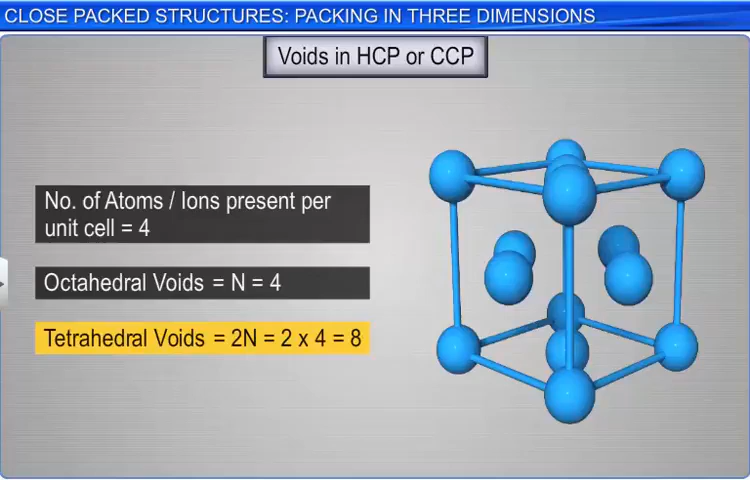 CLOSE PACKED STRUCTURES: PACKING IN THREE DIMENSIONS
Voids in HCP or CCP
No. of Atoms / Ions present per
unit cell = 4
Octahedral Voids = N = 4
Tetrahedral Voids = 2N = 2 x 4 = 8